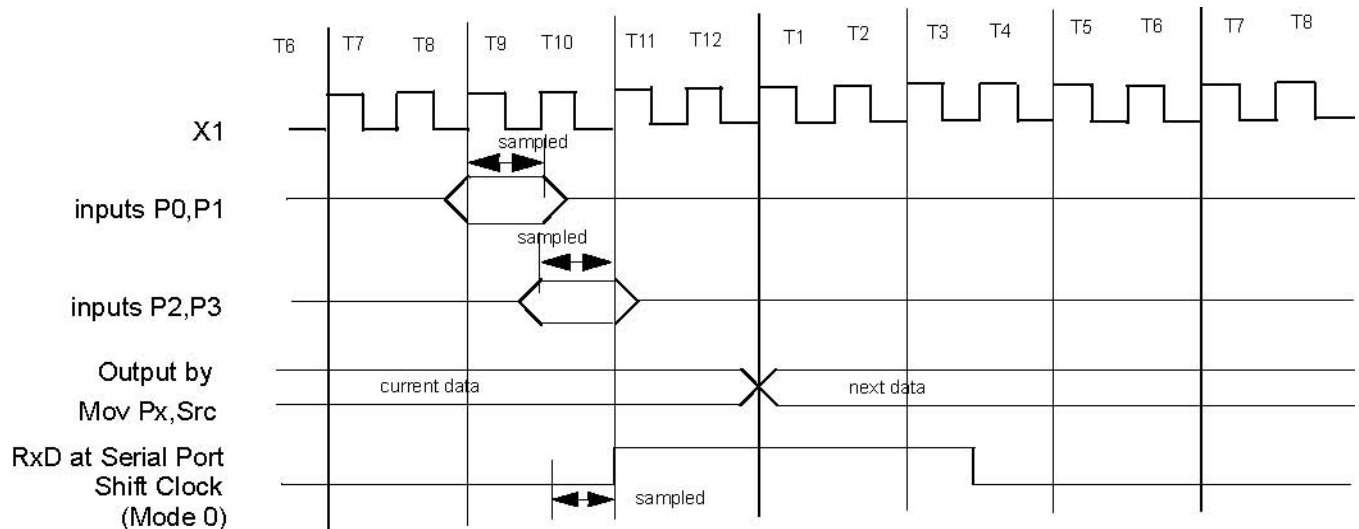 T6 T7 T8 T9 T10 T11 T12 T1 T2 T3 T4 T5 T6 T7 T8
X1
sampled
inputs P0,P1
sampled
inputs P2,P3
Output by
current data next data
Mov Px,Src
RxD at Serial Port
Shift Clock
sampled
(Mode 0)